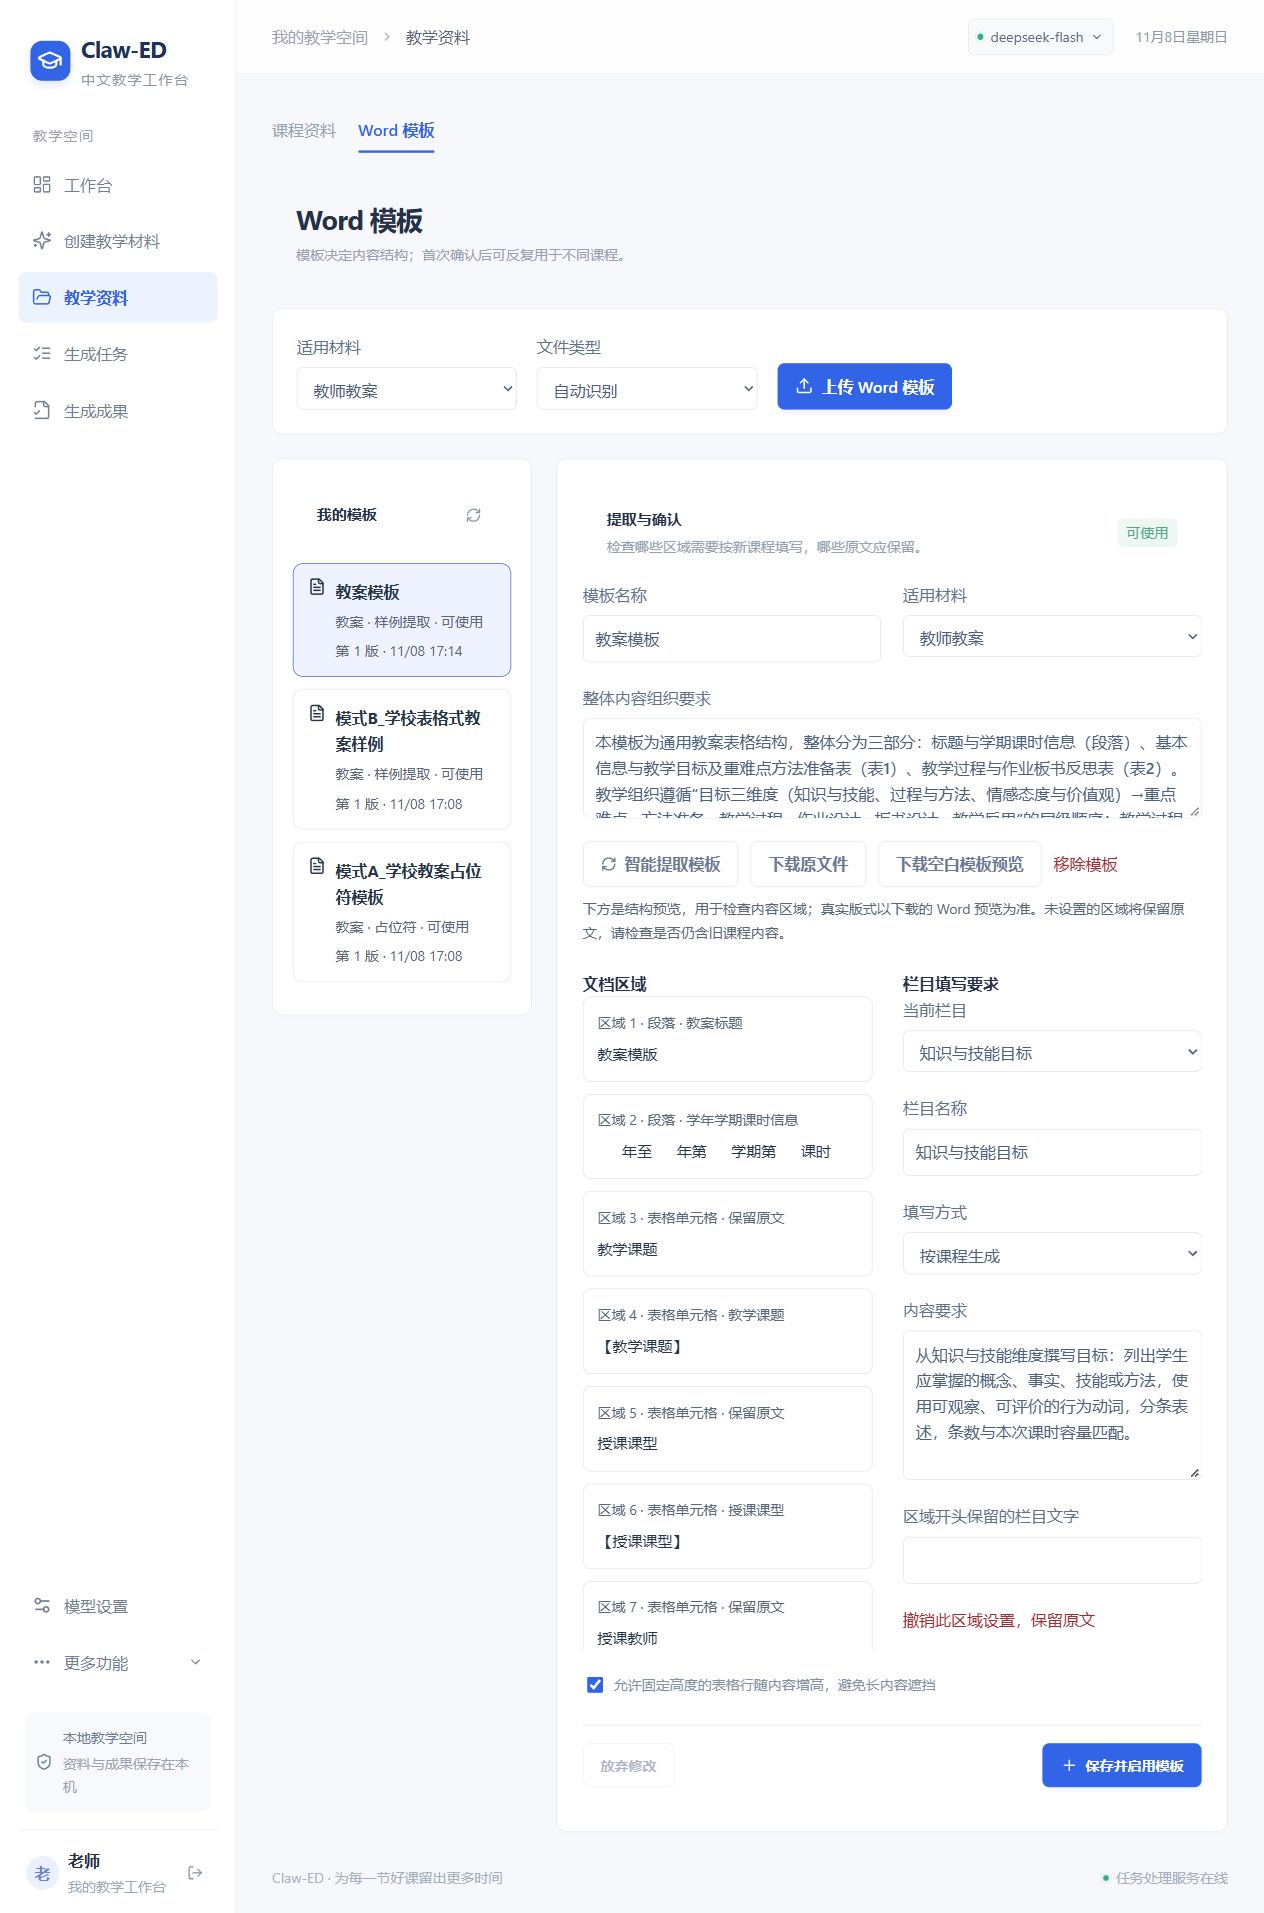 Claw-ED
中文教学工作台
教学空间
工作台
创建教学材料
教学资料
生成任务
生成成果
模型设置
更多功能
本地教学空间
资料与成果保存在本
机
老
老师
我的教学工作台
我的教学空间
教学资料
deepseek-flash
11月8日星期日
课程资料
Word 模板
Word 模板
模板决定内容结构；首次确认后可反复用于不同课程。
适用材料
文件类型
教师教案
自动识别
上传 Word 模板
我的模板
教案模板
教案 · 样例提取 · 可使用
第 1 版 · 11/08 17:14
模式B_学校表格式教
案样例
教案 · 样例提取 · 可使用
第 1 版 · 11/08 17:08
模式A_学校教案占位
符模板
教案 · 占位符 · 可使用
第 1 版 · 11/08 17:08
提取与确认
检查哪些区域需要按新课程填写，哪些原文应保留。
可使用
模板名称
适用材料
教案模板
教师教案
整体内容组织要求
本模板为通用教案表格结构，整体分为三部分：标题与学期课时信息（段落）、基本
信息与教学目标及重难点方法准备表（表1）、教学过程与作业板书反思表（表2）。
教学组织遵循“目标三维度（知识与技能、过程与方法、情感态度与价值观）→重点
难点→方法准备→教学过程→作业设计→板书设计→教学反思”的层级顺序；教学过程
智能提取模板
下载原文件
下载空白模板预览
移除模板
下方是结构预览，用于检查内容区域；真实版式以下载的 Word 预览为准。未设置的区域将保留原
文，请检查是否仍含旧课程内容。
文档区域
区域 1 · 段落 · 教案标题
教案模版
区域 2 · 段落 · 学年学期课时信息
年至 年第 学期第 课时
区域 3 · 表格单元格 · 保留原文
教学课题
区域 4 · 表格单元格 · 教学课题
【教学课题】
区域 5 · 表格单元格 · 保留原文
授课课型
区域 6 · 表格单元格 · 授课课型
【授课课型】
区域 7 · 表格单元格 · 保留原文
授课教师
栏目填写要求
当前栏目
知识与技能目标
栏目名称
知识与技能目标
填写方式
按课程生成
内容要求
从知识与技能维度撰写目标：列出学生
应掌握的概念、事实、技能或方法，使
用可观察、可评价的行为动词，分条表
述，条数与本次课时容量匹配。
区域开头保留的栏目文字
撤销此区域设置，保留原文
允许固定高度的表格行随内容增高，避免长内容遮挡
放弃修改
保存并启用模板
Claw-ED · 为每一节好课留出更多时间
任务处理服务在线